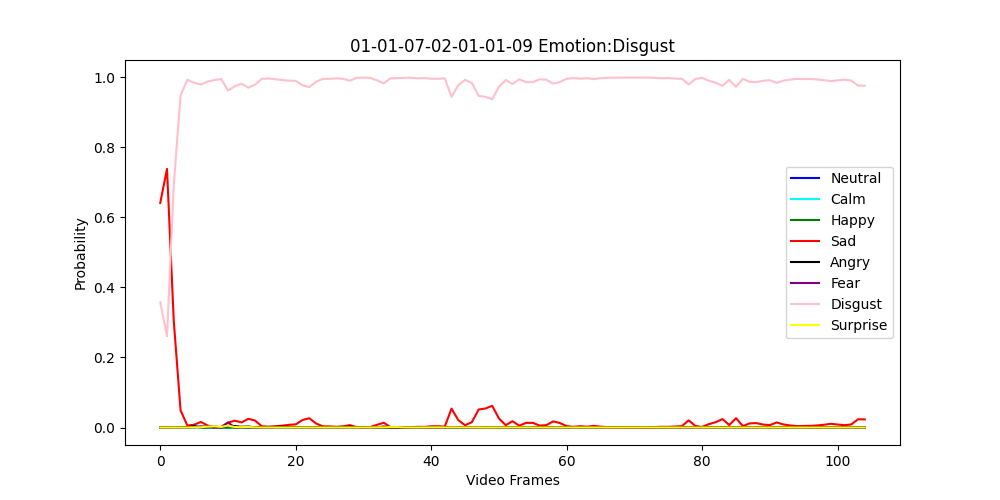 01-01-07-02-01-01-09 Emotion:Disgust
Probability
1.0
0.8
0.6
0.4
0.2
0.0
0 20 40 60 80 100
Video Frames
Neutral
Calm
Happy
Sad
Angry
Fear
Disgust
Surprise